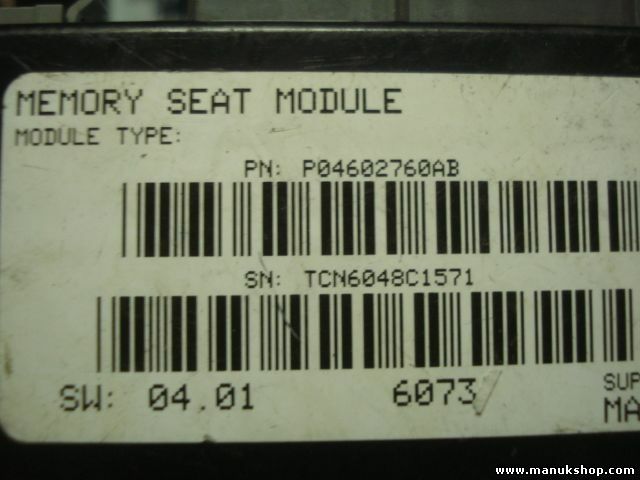 MEMORY SEAT MODULE
MODULE TYPE:
PN: P04602760AB
SN: TCN6048C1571
SW: 04.01 6073
SUP
MA
www.manukshop.com